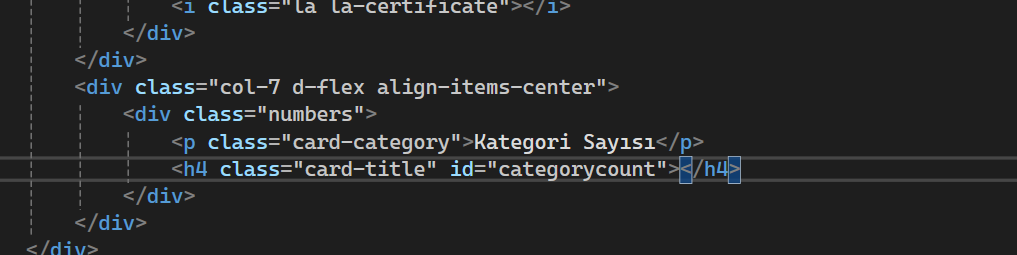 <i class="la la-certificate"></i>
</div>
</div>
<div class="col-7 d-flex align-items-center">
<div class="numbers">
<p class="card-category">Kategori Sayısı</p>
<h4 class="card-title" id="categorycount"></h4>
</div>
</div>
</div>